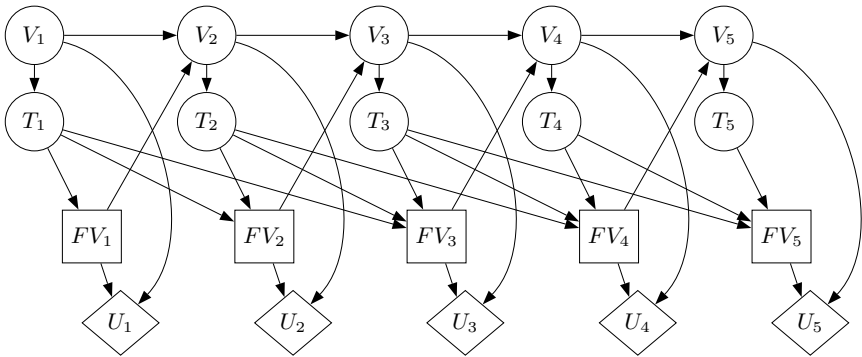 V₁ V₂ V₃ V₄ V₅
T₁ T₂ T₃ T₄ T₅
FV₁ FV₂ FV₃ FV₄ FV₅
U₁ U₂ U₃ U₄ U₅